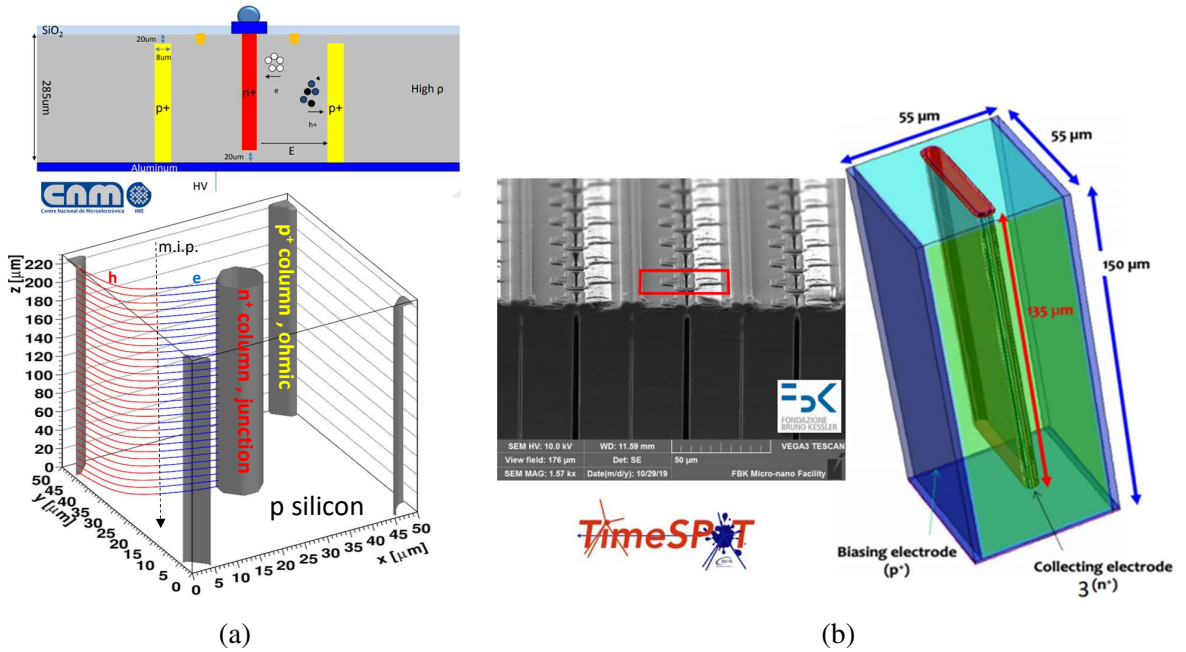 SiO2
20um
8um
285um
p+
n+
e
h+
p+
High ρ
E
20um
Aluminum
HV
cnm
Centro Nacional de Microelectrónica
IMB
z [µm]
220
200
180
160
140
120
100
80
60
40
20
0
m.i.p.
h
e
n+ column, junction
p+ column, ohmic
p silicon
50
45
40
35
30
25
20
15
10
5
0
y [µm]
0
5
10
15
20
25
30
35
40
45
50
x [µm]
(a)
FBK
FONDAZIONE
BRUNO KESSLER
SEM HV: 10.0 kV WD: 11.59 mm VEGA3 TESCAN
View field: 176 µm Det: SE 50 µm
SEM MAG: 1.57 kx Date(m/d/y): 10/29/19 FBK Micro-nano Facility
TimeSPOT
INFN
55 µm
55 µm
150 µm
135 µm
Biasing electrode
(p+)
Collecting electrode
3 (n+)
(b)